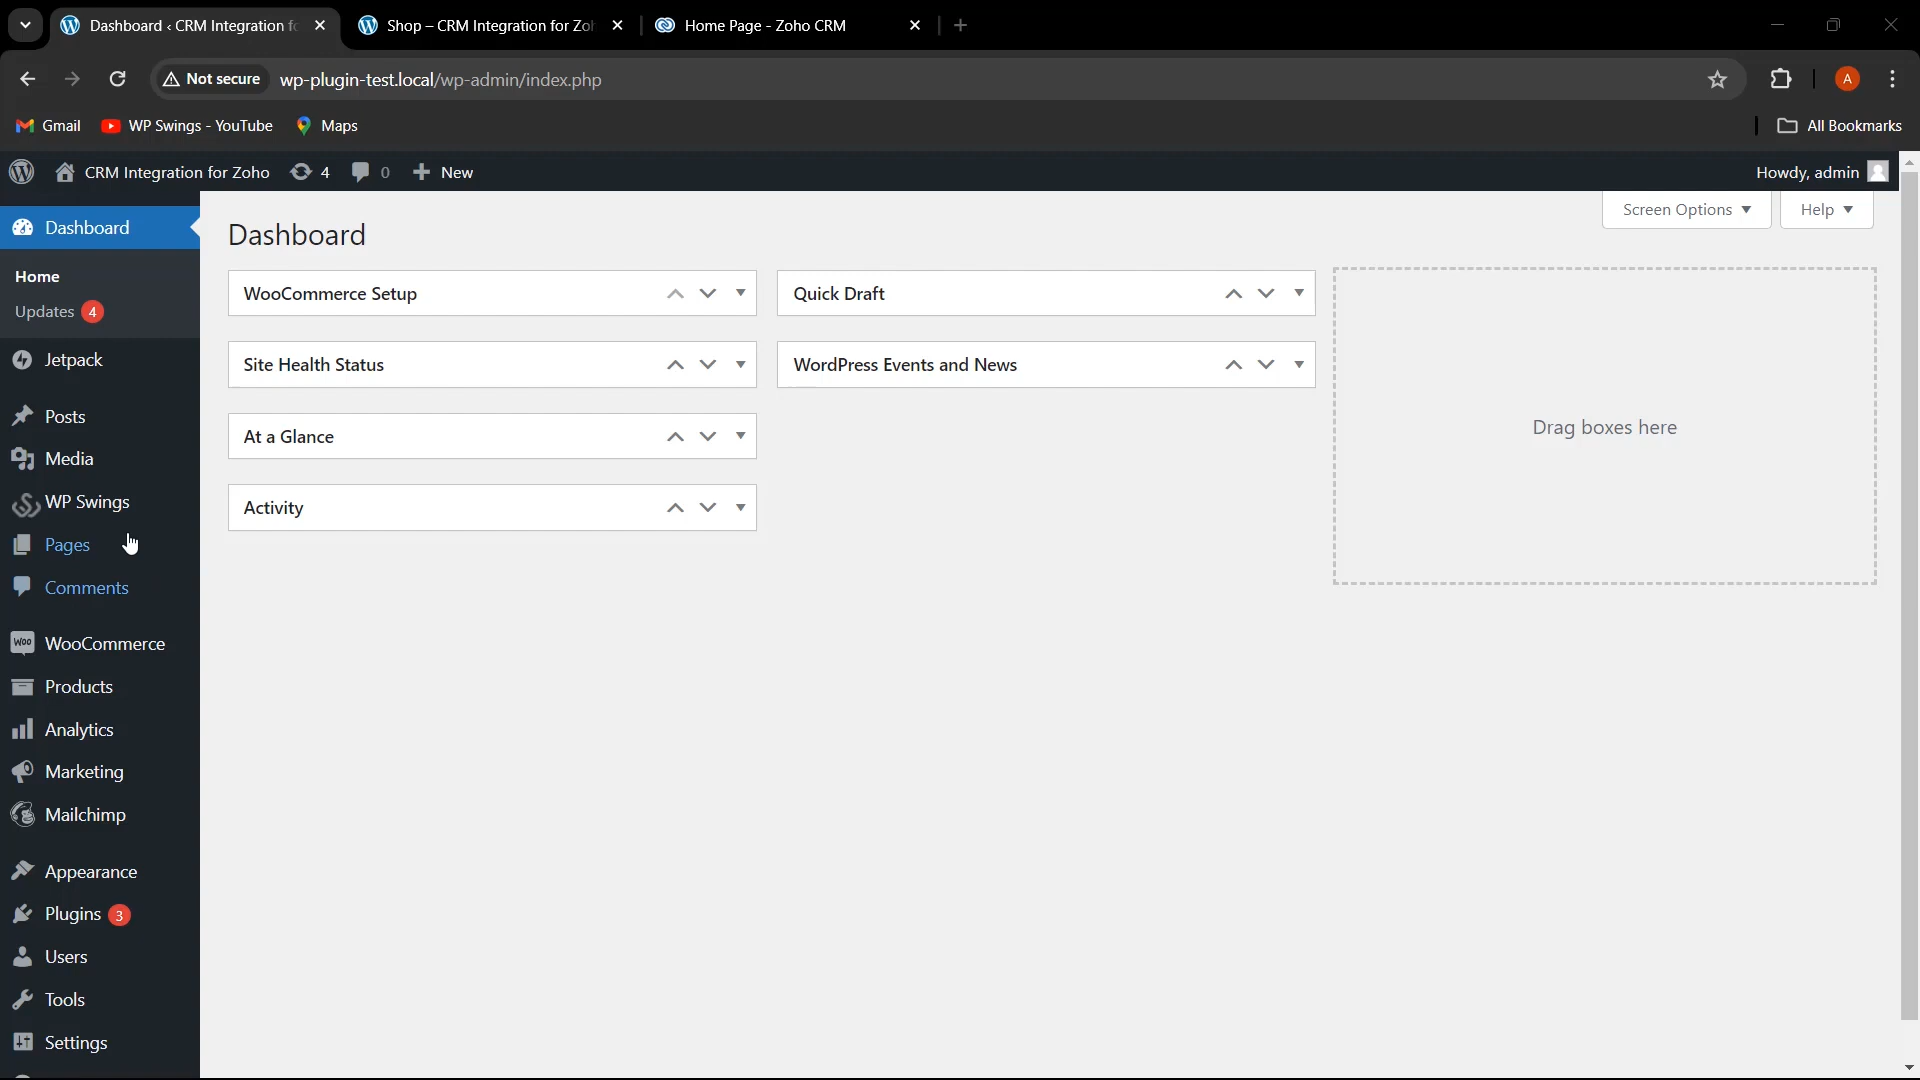 Dashboard ‹ CRM Integration f
Shop – CRM Integration for Zo
Home Page - Zoho CRM
Not secure
wp-plugin-test.local/wp-admin/index.php
A
Gmail
WP Swings - YouTube
Maps
All Bookmarks
CRM Integration for Zoho
4
0
New
Howdy, admin
Dashboard
Home
Updates 4
Jetpack
Posts
Media
WP Swings
Pages
Comments
Woo WooCommerce
Products
Analytics
Marketing
Mailchimp
Appearance
Plugins 3
Users
Tools
Settings
Screen Options
Help
Dashboard
WooCommerce Setup
Site Health Status
At a Glance
Activity
Quick Draft
WordPress Events and News
Drag boxes here